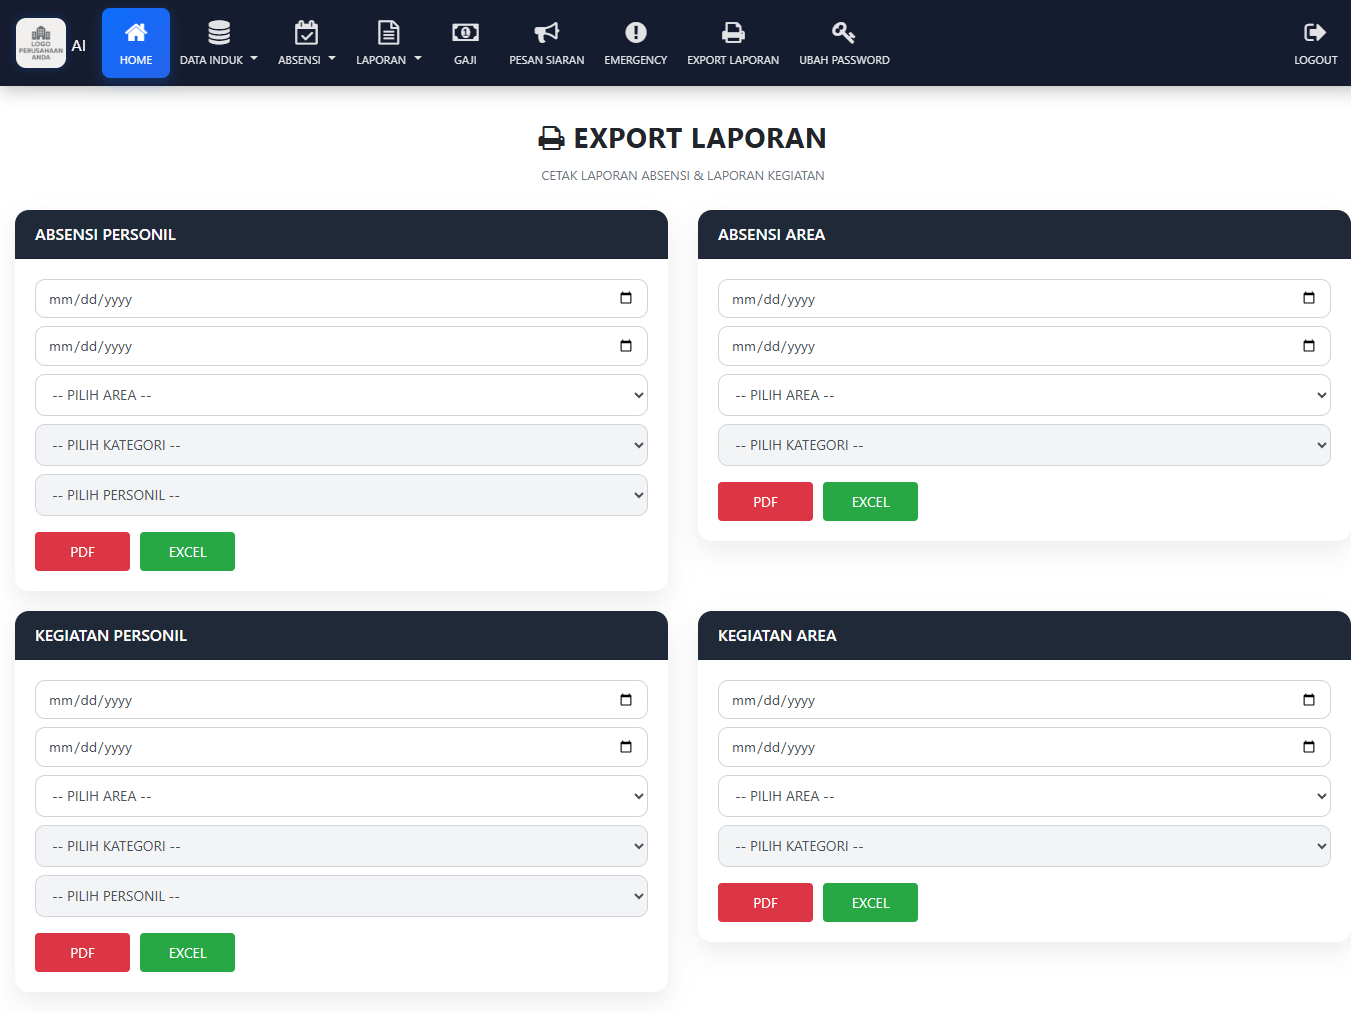 LOGO
PERUSAHAAN
ANDA
AI
HOME
DATA INDUK
ABSENSI
LAPORAN
GAJI
PESAN SIARAN
EMERGENCY
EXPORT LAPORAN
UBAH PASSWORD
LOGOUT
EXPORT LAPORAN
CETAK LAPORAN ABSENSI & LAPORAN KEGIATAN
ABSENSI PERSONIL
mm/dd/yyyy
mm/dd/yyyy
-- PILIH AREA --
-- PILIH KATEGORI --
-- PILIH PERSONIL --
PDF
EXCEL
ABSENSI AREA
mm/dd/yyyy
mm/dd/yyyy
-- PILIH AREA --
-- PILIH KATEGORI --
PDF
EXCEL
KEGIATAN PERSONIL
mm/dd/yyyy
mm/dd/yyyy
-- PILIH AREA --
-- PILIH KATEGORI --
-- PILIH PERSONIL --
PDF
EXCEL
KEGIATAN AREA
mm/dd/yyyy
mm/dd/yyyy
-- PILIH AREA --
-- PILIH KATEGORI --
PDF
EXCEL